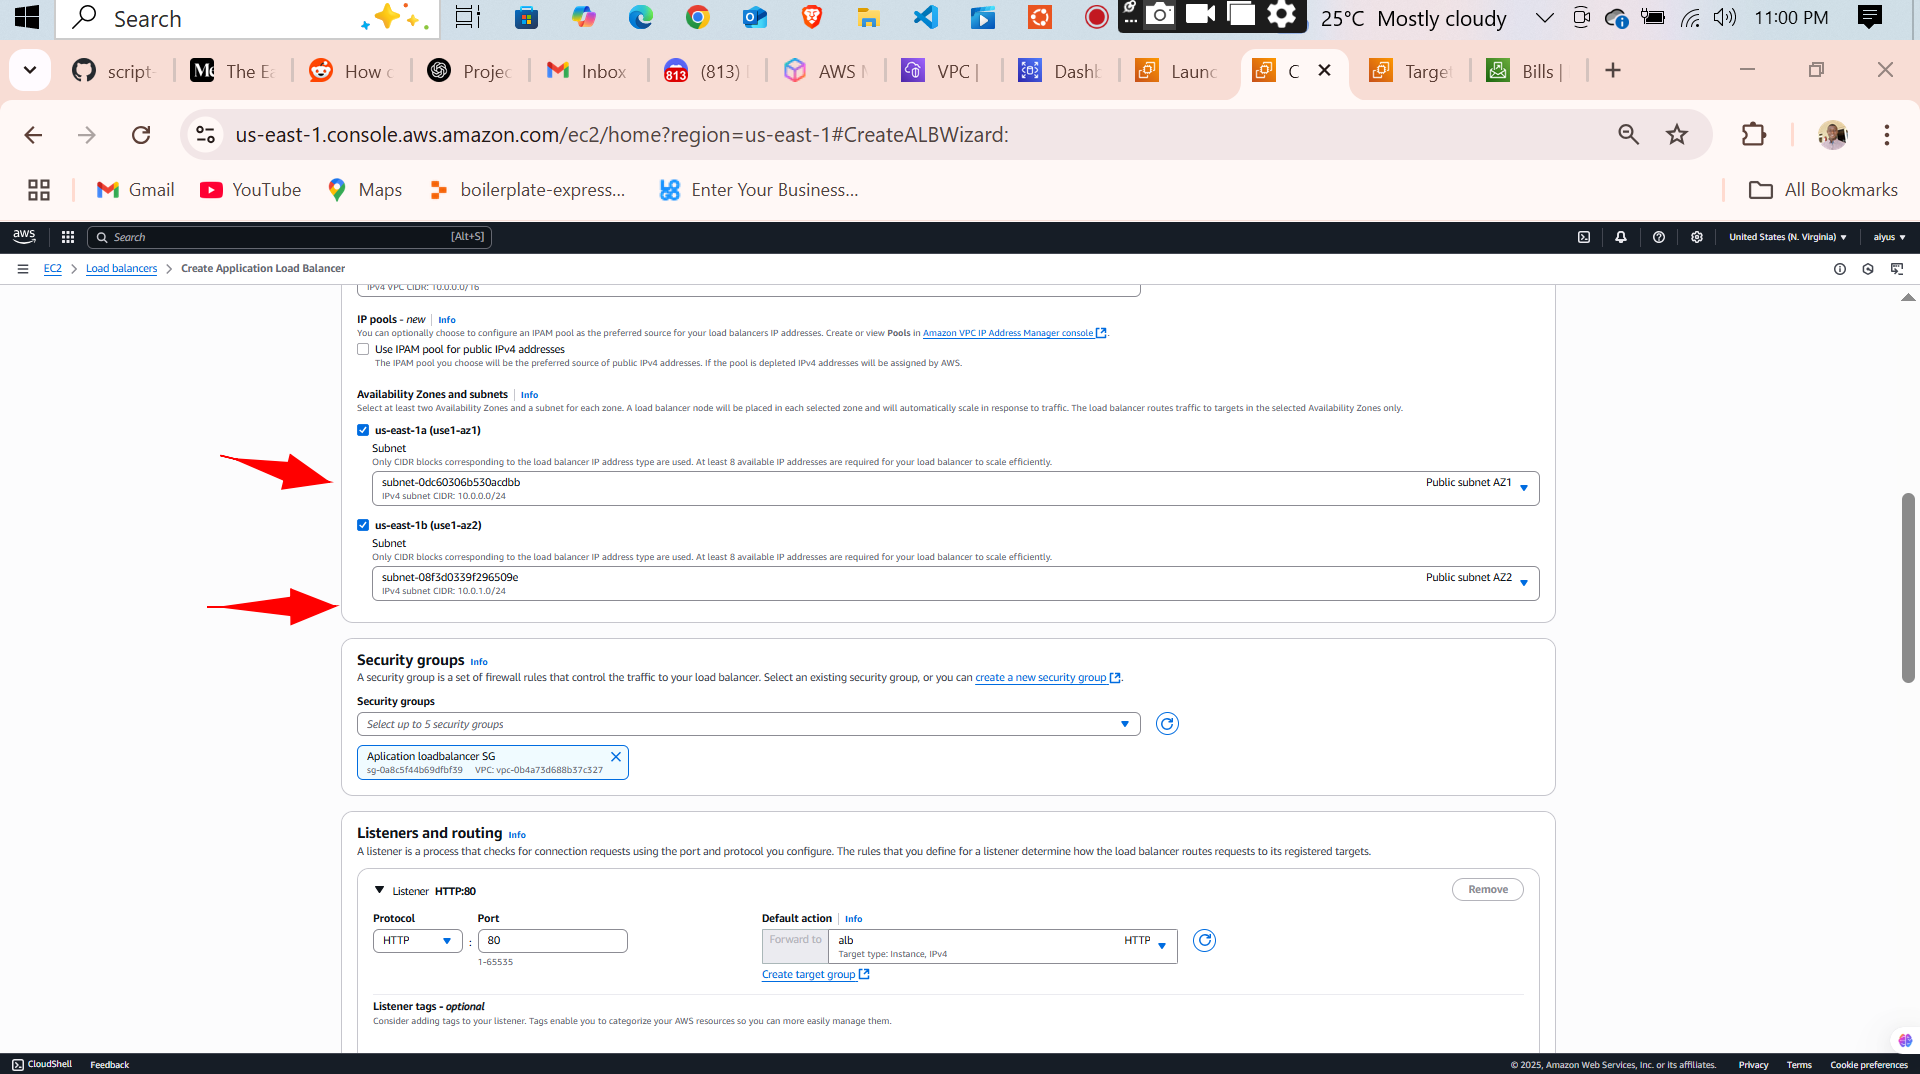 Search
25°C Mostly cloudy
11:00 PM
script-
Me The Ea
How c
Projec
Inbox
813 (813)
AWS
VPC |
Dashb
Launc
C
Target
Bills |
us-east-1.console.aws.amazon.com/ec2/home?region=us-east-1#CreateALBWizard:
Gmail
YouTube
Maps
boilerplate-express...
Enter Your Business...
All Bookmarks
aws
Search [Alt+S]
United States (N. Virginia)
aiyus
EC2 > Load balancers > Create Application Load Balancer
IPv4 VPC CIDR: 10.0.0.0/16
IP pools - new Info
You can optionally choose to configure an IPAM pool as the preferred source for your load balancers IP addresses. Create or view Pools in Amazon VPC IP Address Manager console.
Use IPAM pool for public IPv4 addresses
The IPAM pool you choose will be the preferred source of public IPv4 addresses. If the pool is depleted IPv4 addresses will be assigned by AWS.
Availability Zones and subnets Info
Select at least two Availability Zones and a subnet for each zone. A load balancer node will be placed in each selected zone and will automatically scale in response to traffic. The load balancer routes traffic to targets in the selected Availability Zones only.
us-east-1a (use1-az1)
Subnet
Only CIDR blocks corresponding to the load balancer IP address type are used. At least 8 available IP addresses are required for your load balancer to scale efficiently.
subnet-0dc60306b530acdbb Public subnet AZ1
IPv4 subnet CIDR: 10.0.0.0/24
us-east-1b (use1-az2)
Subnet
Only CIDR blocks corresponding to the load balancer IP address type are used. At least 8 available IP addresses are required for your load balancer to scale efficiently.
subnet-08f3d0339f296509e Public subnet AZ2
IPv4 subnet CIDR: 10.0.1.0/24
Security groups Info
A security group is a set of firewall rules that control the traffic to your load balancer. Select an existing security group, or you can create a new security group.
Security groups
Select up to 5 security groups
Aplication loadbalancer SG
sg-0a8c5f44b69dfbf39 VPC: vpc-0b4a73d688b37c327
Listeners and routing Info
A listener is a process that checks for connection requests using the port and protocol you configure. The rules that you define for a listener determine how the load balancer routes requests to its registered targets.
Listener HTTP:80 Remove
Protocol Port Default action Info
HTTP : 80 Forward to alb HTTP
Target type: Instance, IPv4
1-65535
Create target group
Listener tags - optional
Consider adding tags to your listener. Tags enable you to categorize your AWS resources so you can more easily manage them.
CloudShell Feedback © 2025, Amazon Web Services, Inc. or its affiliates. Privacy Terms Cookie preferences